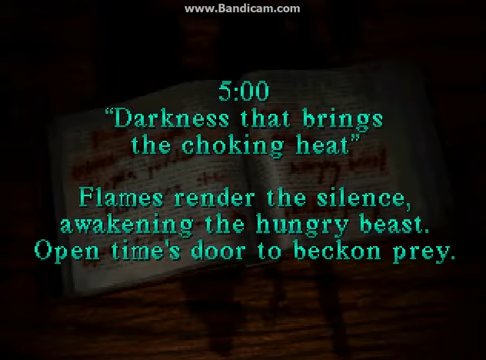 www.Bandicam.com
5:00
“Darkness that brings
the choking heat”
Flames render the silence,
awakening the hungry beast.
Open time's door to beckon prey.